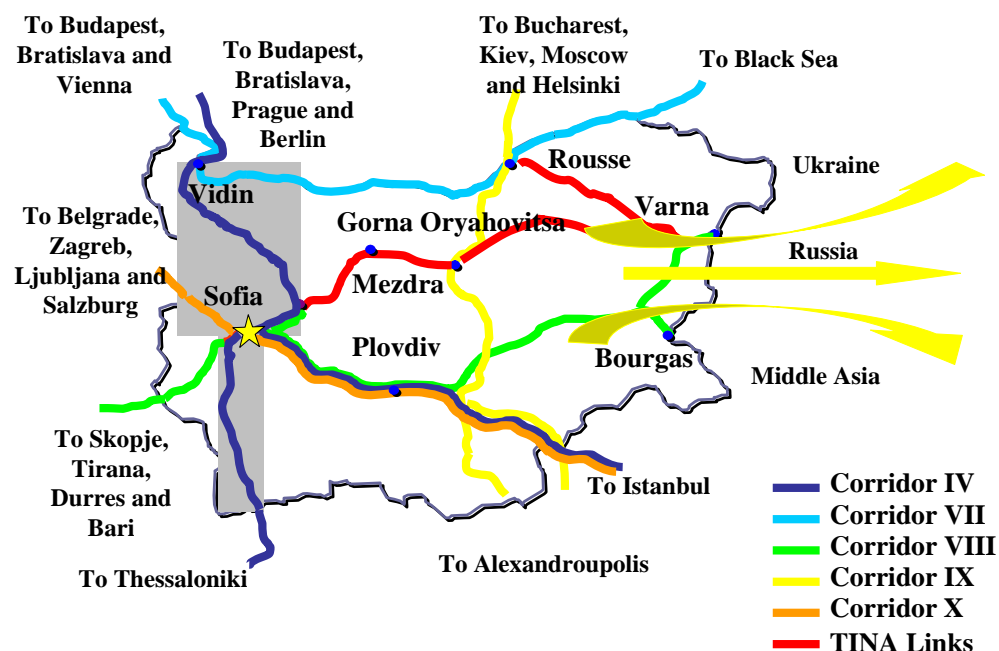 To Budapest,
Bratislava and
Vienna
To Budapest,
Bratislava,
Prague and
Berlin
To Bucharest,
Kiev, Moscow
and Helsinki
To Black Sea
Rousse
Ukraine
Vidin
Varna
To Belgrade,
Zagreb,
Ljubljana and
Salzburg
Gorna Oryahovitsa
Russia
Sofia
Mezdra
Plovdiv
Bourgas
Middle Asia
To Skopje,
Tirana,
Durres and
Bari
To Istanbul
To Thessaloniki
To Alexandroupolis
Corridor IV
Corridor VII
Corridor VIII
Corridor IX
Corridor X
TINA Links